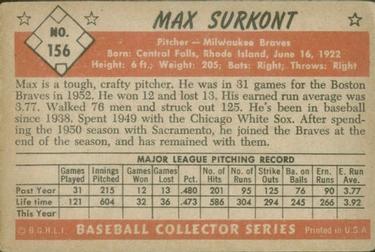 MAX SURKONT
NO.
156
Pitcher — Milwaukee Braves
Born: Central Falls, Rhode Island, June 16, 1922
Height: 6 ft.; Weight: 205; Bats: Right; Throws: Right
Max is a tough, crafty pitcher. He was in 31 games for the Boston
Braves in 1952. He won 12 and lost 13. His earned run average was
3.77. Walked 76 men and struck out 125. He's been in baseball
since 1938. Spent 1949 with the Chicago White Sox. After spend-
ing the 1950 season with Sacramento, he joined the Braves at the
end of the season, and has remained with them.
MAJOR LEAGUE PITCHING RECORD
Games Played Innings Pitched Games Won Games Lost Pct. No. of Hits No. of Runs Strike Outs Ba. on Balls Ern. Runs E. Run Ave.
Past Year 31 215 12 13 .480 201 95 125 76 90 3.77
Life time 121 604 32 36 .473 586 304 292 244 266 3.92
This Year
© B.G.H.L.I. BASEBALL COLLECTOR SERIES Printed in U.S.A